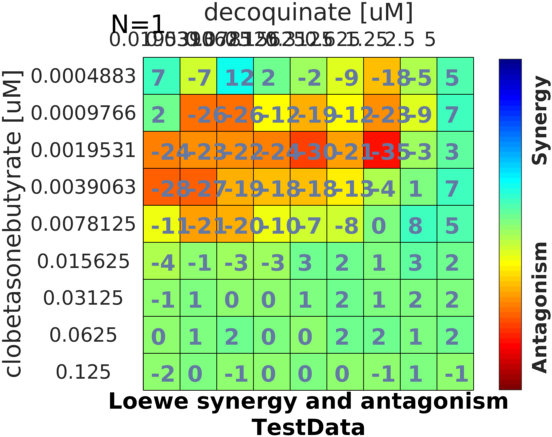 decoquinate [uM]
N=1
2.5 5
0.0004883 7 -7 12 2 -2 -9 -18 -5 5
0.0009766 2 -26 -26 -12 -19 -12 -23 -9 7
0.0019531 -24 -23 -22 -24 -30 -21 -35 -3 3
0.0039063 -28 -27 -19 -18 -18 -13 -4 1 7
0.0078125 -11 -21 -20 -10 -7 -8 0 8 5
0.015625 -4 -1 -3 -3 3 2 1 3 2
0.03125 -1 1 0 0 1 2 1 2 2
0.0625 0 1 2 0 0 2 2 1 2
0.125 -2 0 -1 0 0 0 -1 1 -1
clobetasonebutyrate [uM]
Synergy
Antagonism
Loewe synergy and antagonism
TestData